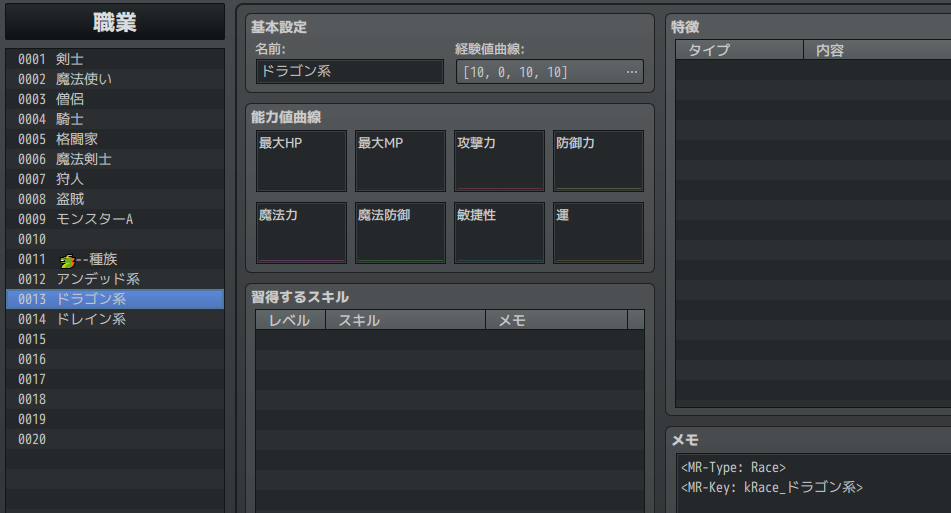 職業
0001 剣士
0002 魔法使い
0003 僧侶
0004 騎士
0005 格闘家
0006 魔法剣士
0007 狩人
0008 盗賊
0009 モンスターA
0010
0011 --種族
0012 アンデッド系
0013 ドラゴン系
0014 ドレイン系
0015
0016
0017
0018
0019
0020
基本設定
名前: 経験値曲線:
ドラゴン系 [10, 0, 10, 10] ...
能力値曲線
最大HP 最大MP 攻撃力 防御力
魔法力 魔法防御 敏捷性 運
習得するスキル
レベル スキル メモ
特徴
タイプ 内容
メモ
<MR-Type: Race>
<MR-Key: kRace_ドラゴン系>